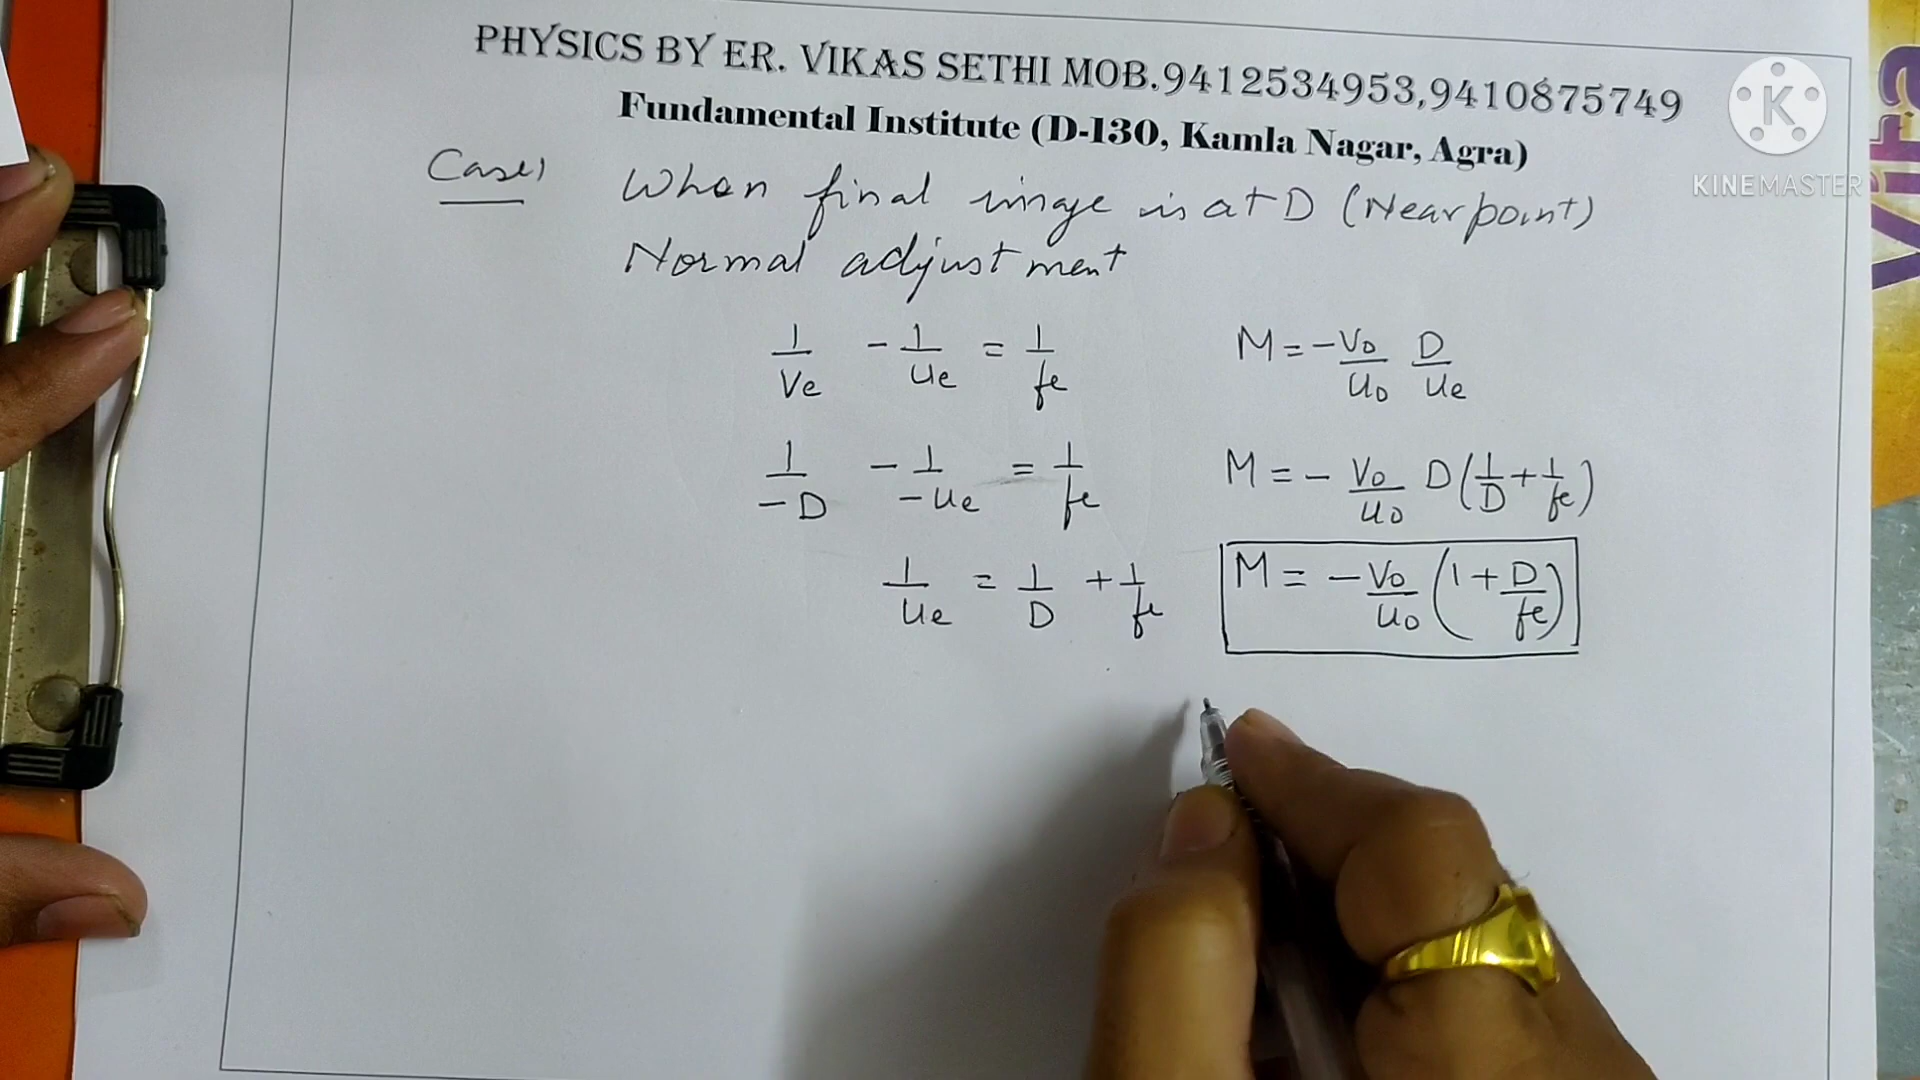 PHYSICS BY ER. VIKAS SETHI MOB.9412534953,9410875749
Fundamental Institute (D-130, Kamla Nagar, Agra)
K
KINEMASTER
Vita
Case1 When final image is at D (Near point)
Normal adjustment
1/Ve - 1/ue = 1/fe
M = -Vo/uo D/ue
1/-D - 1/-ue = 1/fe
M = - Vo/uo D(1/D + 1/fe)
1/ue = 1/D + 1/fe
M = -Vo/uo (1 + D/fe)